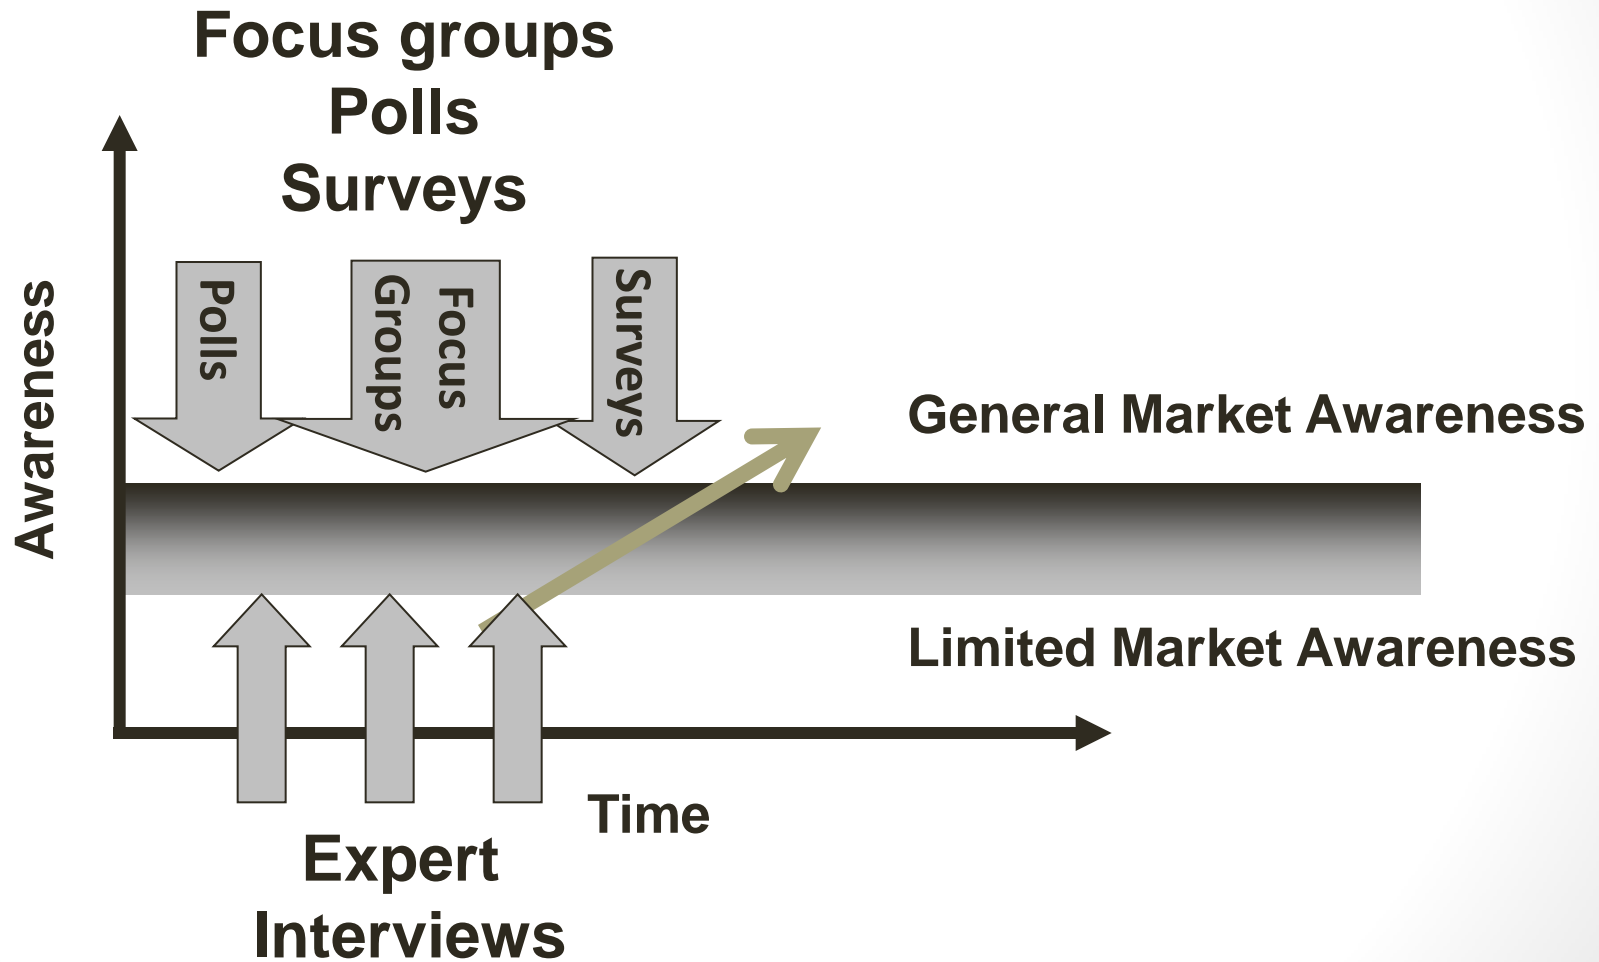 Focus groups
Polls
Surveys
Awareness
Polls
Focus
Groups
Surveys
General Market Awareness
Limited Market Awareness
Time
Expert
Interviews